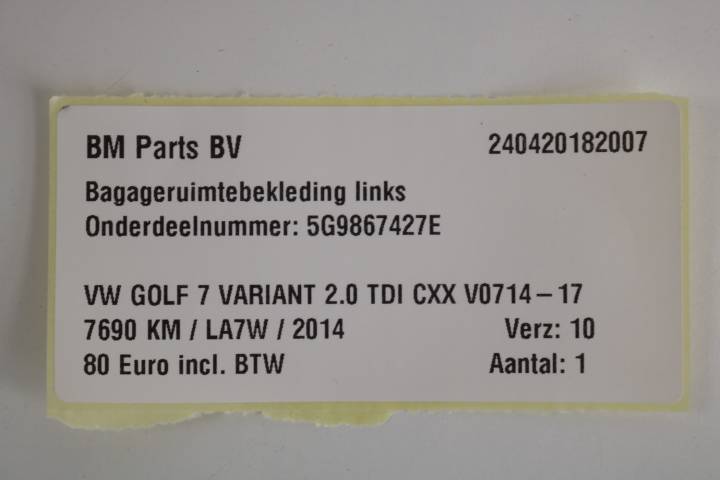 BM Parts BV 240420182007
Bagageruimtebekleding links
Onderdeelnummer: 5G9867427E
VW GOLF 7 VARIANT 2.0 TDI CXX V0714-17
7690 KM / LA7W / 2014 Verz: 10
80 Euro incl. BTW Aantal: 1